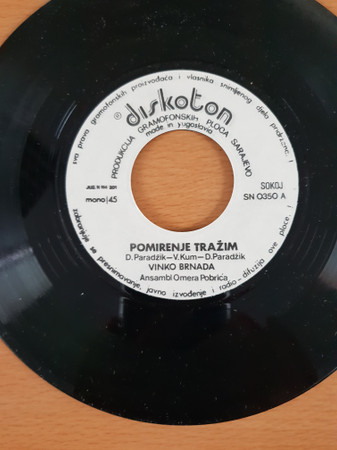 sva prava gramofonskih proizvođača i vlasnika snimljenog djela pridržana!
diskoton
PRODUKCIJA GRAMOFONSKIH PLOČA SARAJEVO
made in yugoslavia
mono | 45
SOKOJ
SN 0350 A
POMIRENJE TRAŽIM
D. Paradžik—V. Kum—D. Paradžik
VINKO BRNADA
Ansambl Omera Pobrića
zabranjuje se presnimavanje, javno izvođenje i radio-difuzija ove ploče!